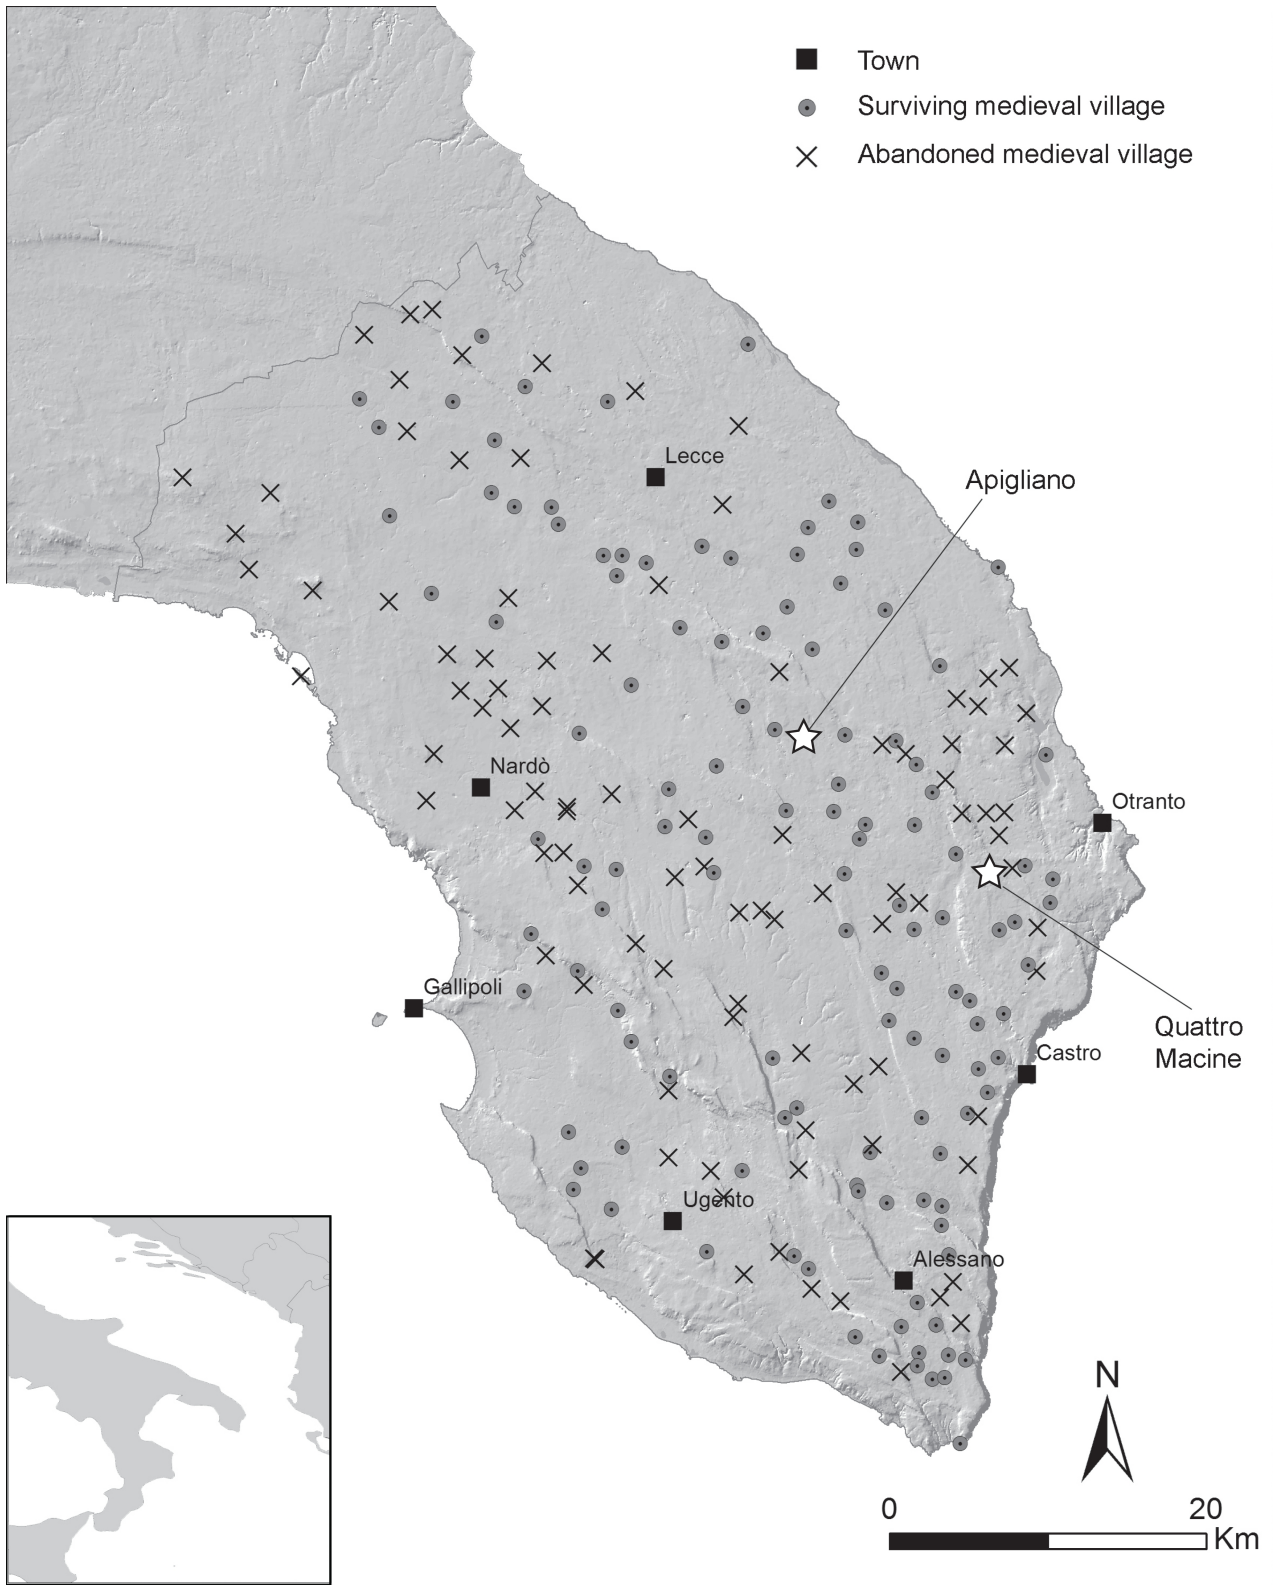 Town
Surviving medieval village
Abandoned medieval village
Lecce
Apigliano
Nardò
Otranto
Gallipoli
Quattro
Macine
Castro
Ugento
Alessano
N
0 20
Km